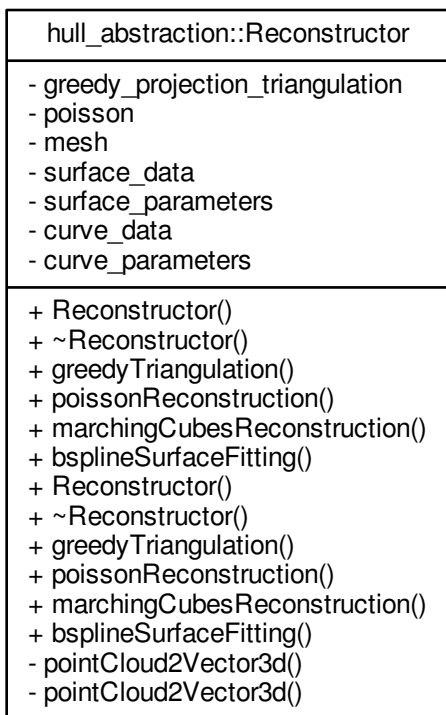 hull_abstraction::Reconstructor
- greedy_projection_triangulation
- poisson
- mesh
- surface_data
- surface_parameters
- curve_data
- curve_parameters
+ Reconstructor()
+ ~Reconstructor()
+ greedyTriangulation()
+ poissonReconstruction()
+ marchingCubesReconstruction()
+ bsplineSurfaceFitting()
+ Reconstructor()
+ ~Reconstructor()
+ greedyTriangulation()
+ poissonReconstruction()
+ marchingCubesReconstruction()
+ bsplineSurfaceFitting()
- pointCloud2Vector3d()
- pointCloud2Vector3d()